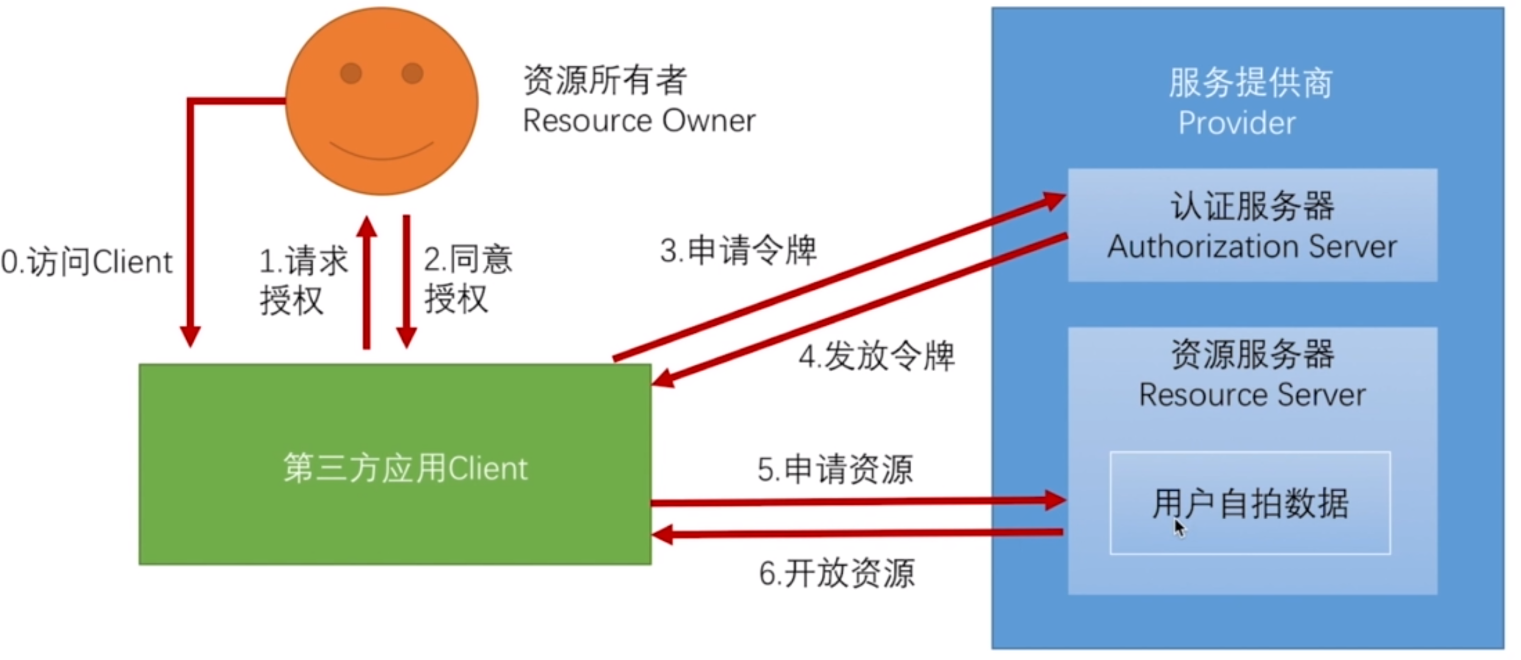 资源所有者
Resource Owner
服务提供商
Provider
认证服务器
Authorization Server
0.访问Client
1.请求
授权
2.同意
授权
3.申请令牌
4.发放令牌
资源服务器
Resource Server
第三方应用Client
5.申请资源
用户自拍数据
6.开放资源